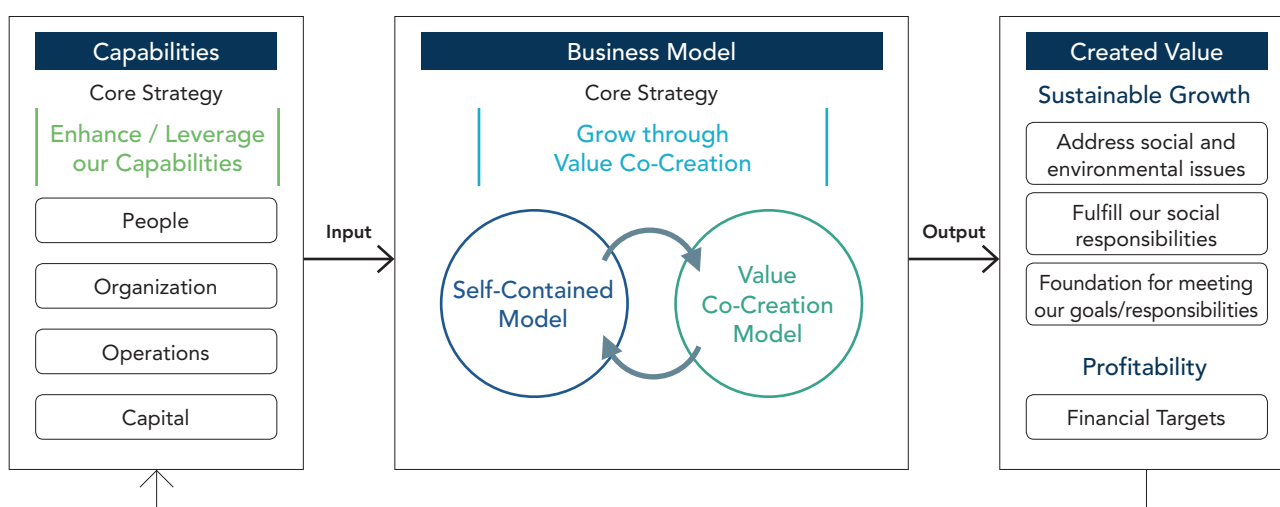 Capabilities
Core Strategy
Enhance / Leverage
our Capabilities
People
Organization
Operations
Capital
Input
Business Model
Core Strategy
Grow through
Value Co-Creation
Self-Contained
Model
Value
Co-Creation
Model
Output
Created Value
Sustainable Growth
Address social and
environmental issues
Fulfill our social
responsibilities
Foundation for meeting
our goals/responsibilities
Profitability
Financial Targets